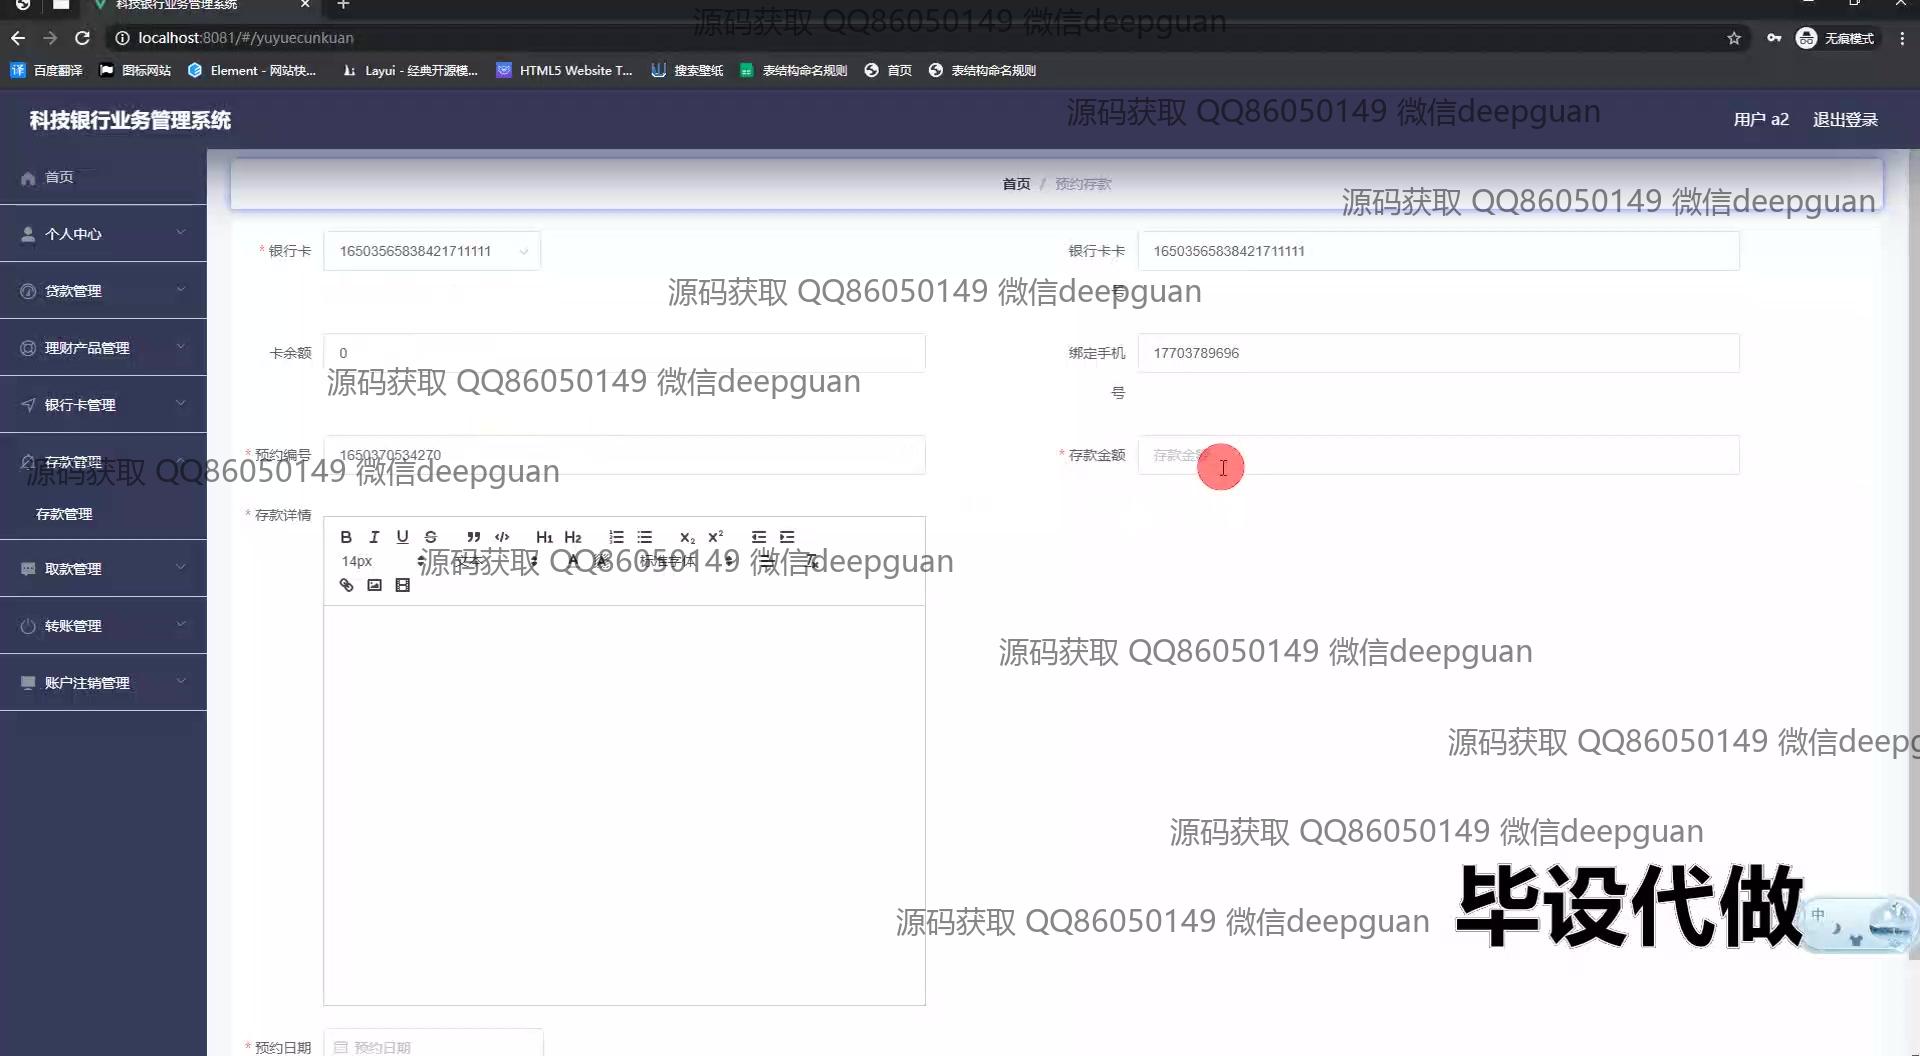 科技银行业务管理系统
源码获取 QQ86050149 微信deepguan
localhost:8081/#/yuyuecunkuan
无痕模式
百度翻译
图标网站
Element - 网站快...
Layui - 经典开源模...
HTML5 Website T...
搜索壁纸
表结构命名规则
首页
表结构命名规则
科技银行业务管理系统
源码获取 QQ86050149 微信deepguan
用户 a2
退出登录
首页
首页 / 预约存款
源码获取 QQ86050149 微信deepguan
个人中心
* 银行卡
16503565838421711111
银行卡卡号
16503565838421711111
贷款管理
源码获取 QQ86050149 微信deepguan
理财产品管理
卡余额
0
绑定手机号
17703789696
源码获取 QQ86050149 微信deepguan
银行卡管理
* 预约编号
1650370534270
* 存款金额
存款金额
存款管理
源码获取 QQ86050149 微信deepguan
存款管理
* 存款详情
B I U S H1 H2 x₂ x²
14px
文本
标准字体
源码获取 QQ86050149 微信deepguan
取款管理
转账管理
源码获取 QQ86050149 微信deepguan
账户注销管理
源码获取 QQ86050149 微信deepg
源码获取 QQ86050149 微信deepguan
毕设代做
中
源码获取 QQ86050149 微信deepguan
* 预约日期
预约日期